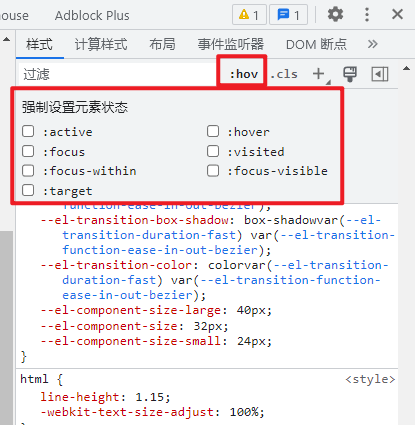 ouse Adblock Plus 1 1
样式 计算样式 布局 事件监听器 DOM 断点 »
过滤 :hov .cls
强制设置元素状态
:active :hover
:focus :visited
:focus-within :focus-visible
:target
function-ease-in-out-bezier);
--el-transition-box-shadow: box-shadowvar(--el-
transition-duration-fast) var(--el-transition-
function-ease-in-out-bezier);
--el-transition-color: colorvar(--el-transition-
duration-fast) var(--el-transition-function-
ease-in-out-bezier);
--el-component-size-large: 40px;
--el-component-size: 32px;
--el-component-size-small: 24px;
}
html { <style>
line-height: 1.15;
-webkit-text-size-adjust: 100%;